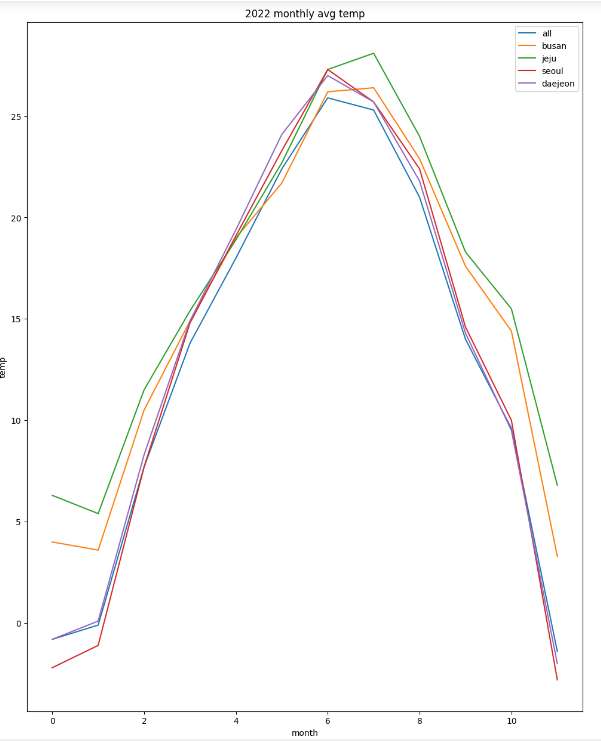 2022 monthly avg temp
all
busan
jeju
seoul
daejeon
25
20
15
10
5
0
temp
0 2 4 6 8 10
month